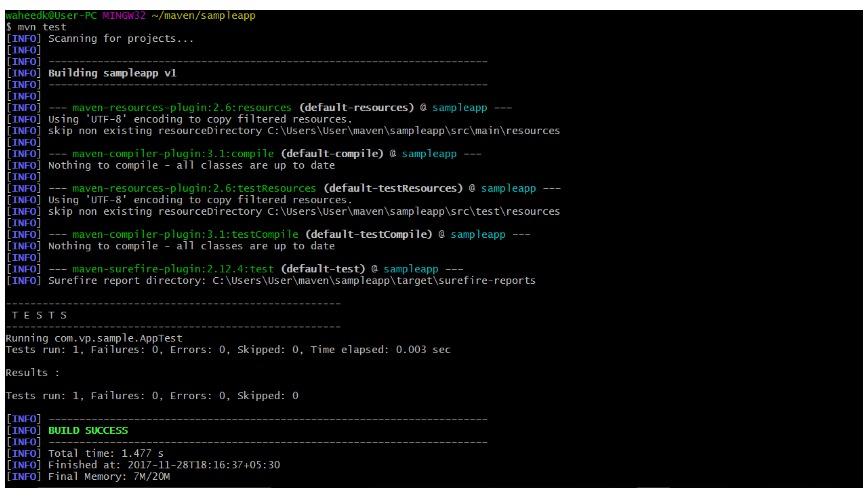 waheedk@User-PC MINGW32 ~/maven/sampleapp
$ mvn test
[INFO] Scanning for projects...
[INFO]
[INFO] ------------------------------------------------------------------------
[INFO] Building sampleapp v1
[INFO] ------------------------------------------------------------------------
[INFO]
[INFO] --- maven-resources-plugin:2.6:resources (default-resources) @ sampleapp ---
[INFO] Using 'UTF-8' encoding to copy filtered resources.
[INFO] skip non existing resourceDirectory C:\Users\User\maven\sampleapp\src\main\resources
[INFO]
[INFO] --- maven-compiler-plugin:3.1:compile (default-compile) @ sampleapp ---
[INFO] Nothing to compile - all classes are up to date
[INFO]
[INFO] --- maven-resources-plugin:2.6:testResources (default-testResources) @ sampleapp ---
[INFO] Using 'UTF-8' encoding to copy filtered resources.
[INFO] skip non existing resourceDirectory C:\Users\User\maven\sampleapp\src\test\resources
[INFO]
[INFO] --- maven-compiler-plugin:3.1:testCompile (default-testCompile) @ sampleapp ---
[INFO] Nothing to compile - all classes are up to date
[INFO]
[INFO] --- maven-surefire-plugin:2.12.4:test (default-test) @ sampleapp ---
[INFO] Surefire report directory: C:\Users\User\maven\sampleapp\target\surefire-reports
-------------------------------------------------------
T E S T S
-------------------------------------------------------
Running com.vp.sample.AppTest
Tests run: 1, Failures: 0, Errors: 0, Skipped: 0, Time elapsed: 0.003 sec
Results :
Tests run: 1, Failures: 0, Errors: 0, Skipped: 0
[INFO] ------------------------------------------------------------------------
[INFO] BUILD SUCCESS
[INFO] ------------------------------------------------------------------------
[INFO] Total time: 1.477 s
[INFO] Finished at: 2017-11-28T18:16:37+05:30
[INFO] Final Memory: 7M/20M